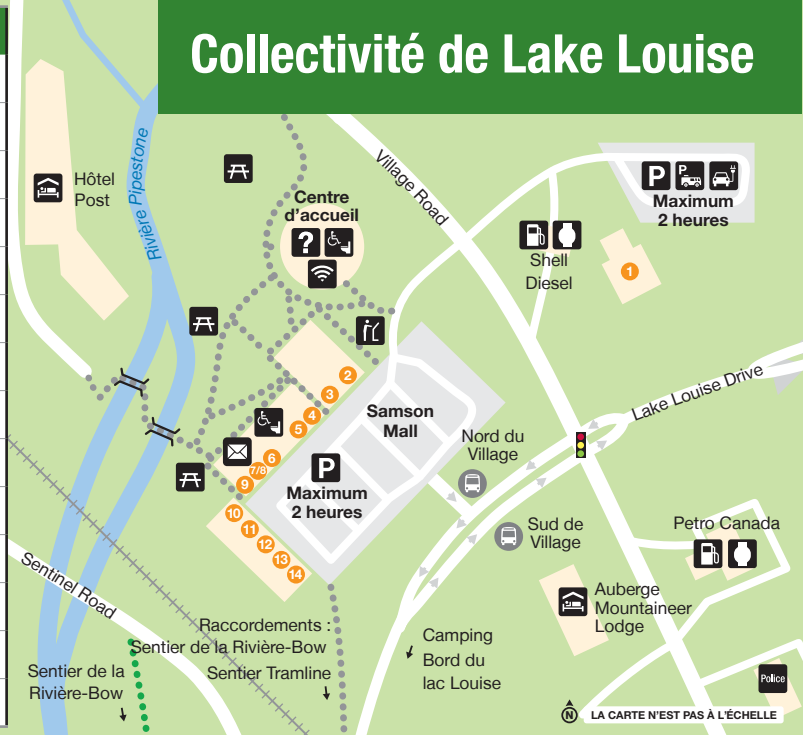 Collectivité de Lake Louise
Hôtel
Post
Rivière Pipestone
Centre
d'accueil
?
Village Road
P P
Maximum
2 heures
Shell
Diesel
1
2
3
4
5
6
7/8
9
10
11
12
13
14
Samson
Mall
P
Maximum
2 heures
Nord du
Village
Sud de
Village
Lake Louise Drive
Petro Canada
Auberge
Mountaineer
Lodge
Police
Sentinel Road
Raccordements :
Sentier de la Rivière-Bow
Sentier Tramline
Sentier de la
Rivière-Bow
Camping
Bord du
lac Louise
N LA CARTE N'EST PAS À L'ÉCHELLE